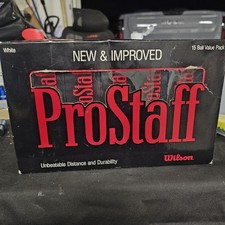 White
NEW & IMPROVED
15 Ball Value Pack
ProStaff
Unbeatable Distance and Durability
Wilson